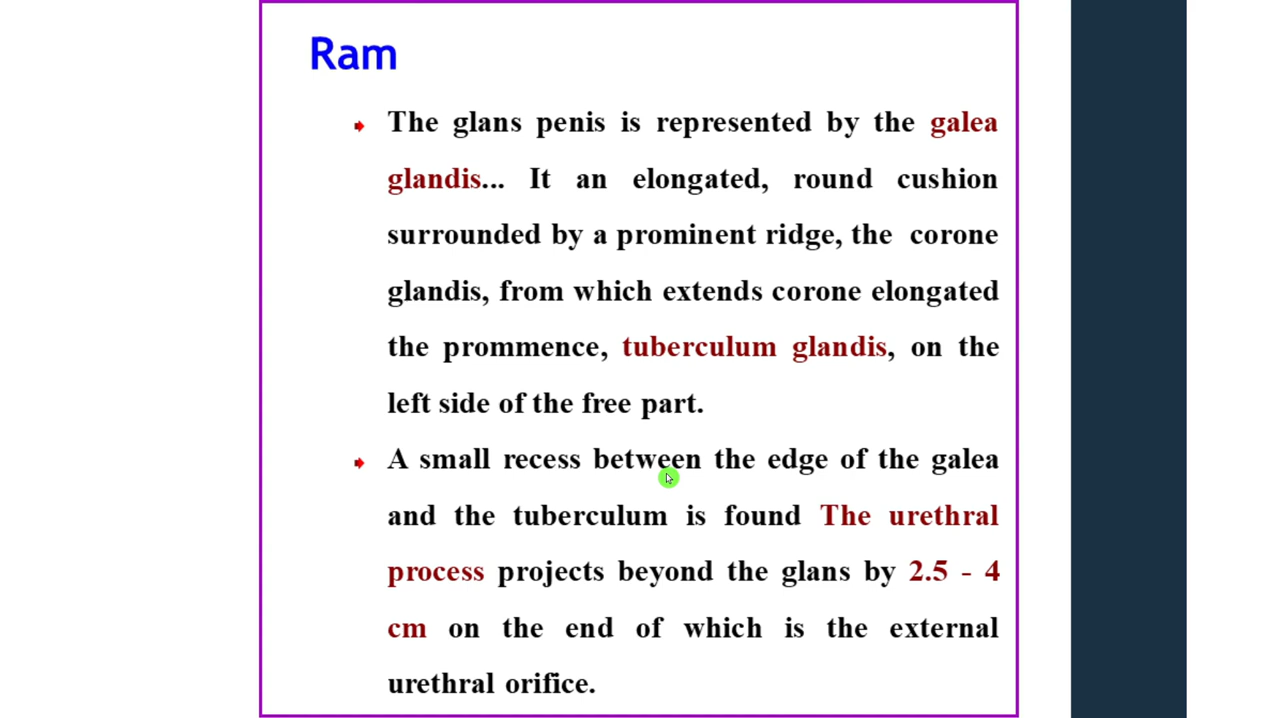 Ram
The glans penis is represented by the galea
glandis... It an elongated, round cushion
surrounded by a prominent ridge, the corone
glandis, from which extends corone elongated
the prommence, tuberculum glandis, on the
left side of the free part.
A small recess between the edge of the galea
and the tuberculum is found The urethral
process projects beyond the glans by 2.5 - 4
cm on the end of which is the external
urethral orifice.